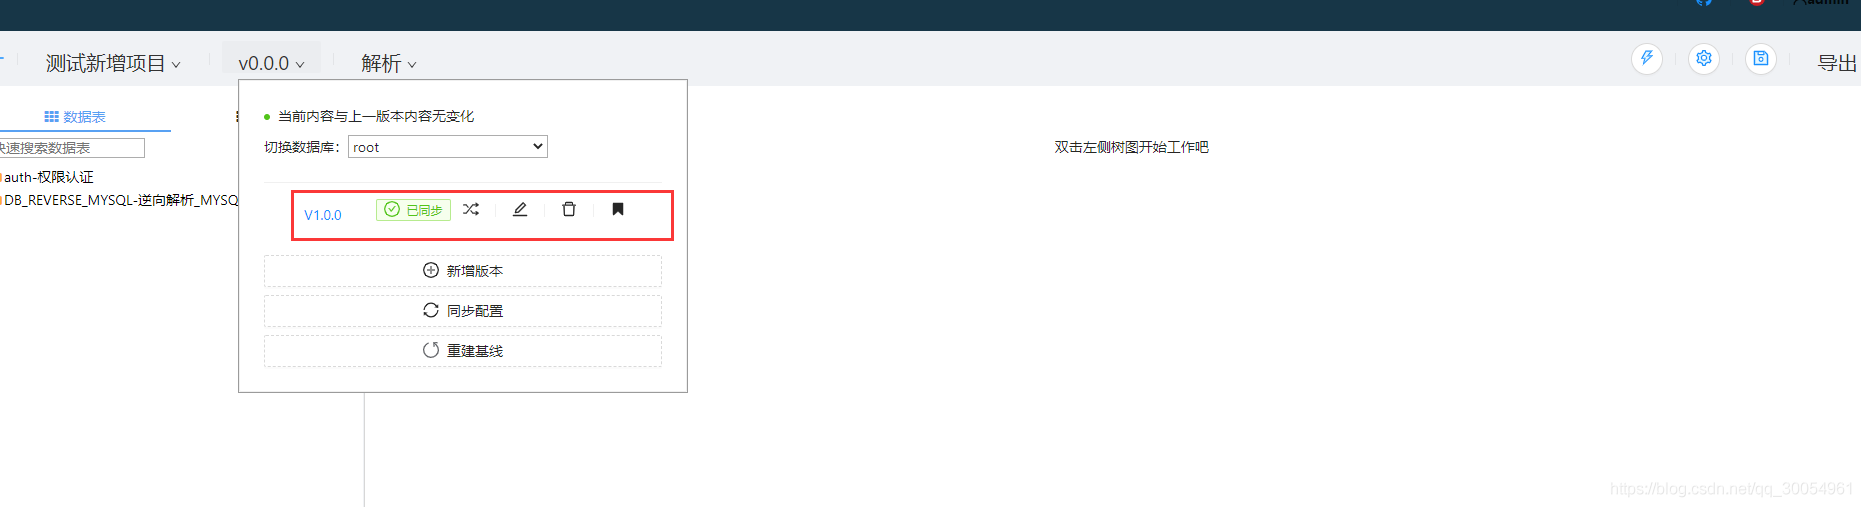 admin
测试新增项目
v0.0.0
解析
导出
数据表
当前内容与上一版本内容无变化
快速搜索数据表
切换数据库：
root
双击左侧树图开始工作吧
auth-权限认证
DB_REVERSE_MYSQL-逆向解析_MYSQ
V1.0.0
已同步
新增版本
同步配置
重建基线
https://blog.csdn.net/qq_30054961